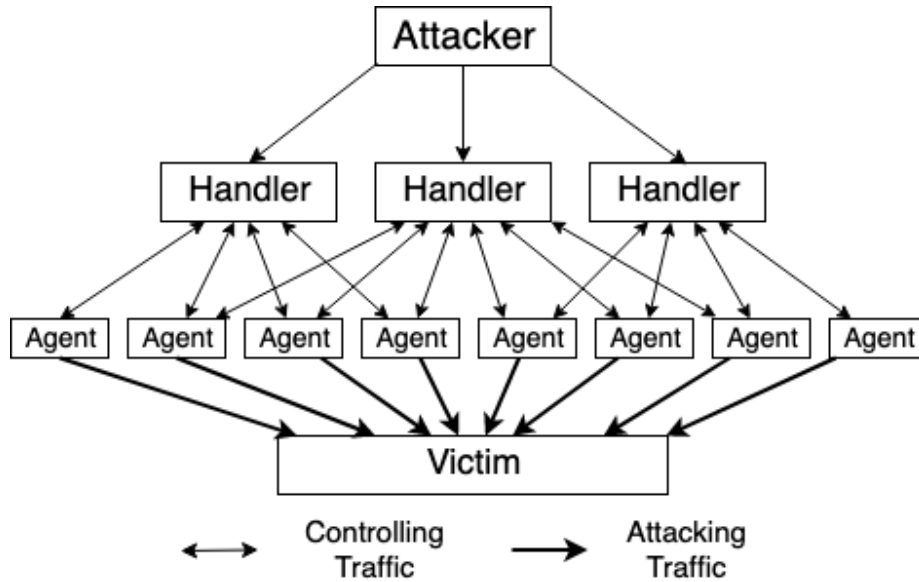 Attacker
Handler Handler Handler
Agent Agent Agent Agent Agent Agent Agent Agent
Victim
Controlling Attacking
Traffic Traffic